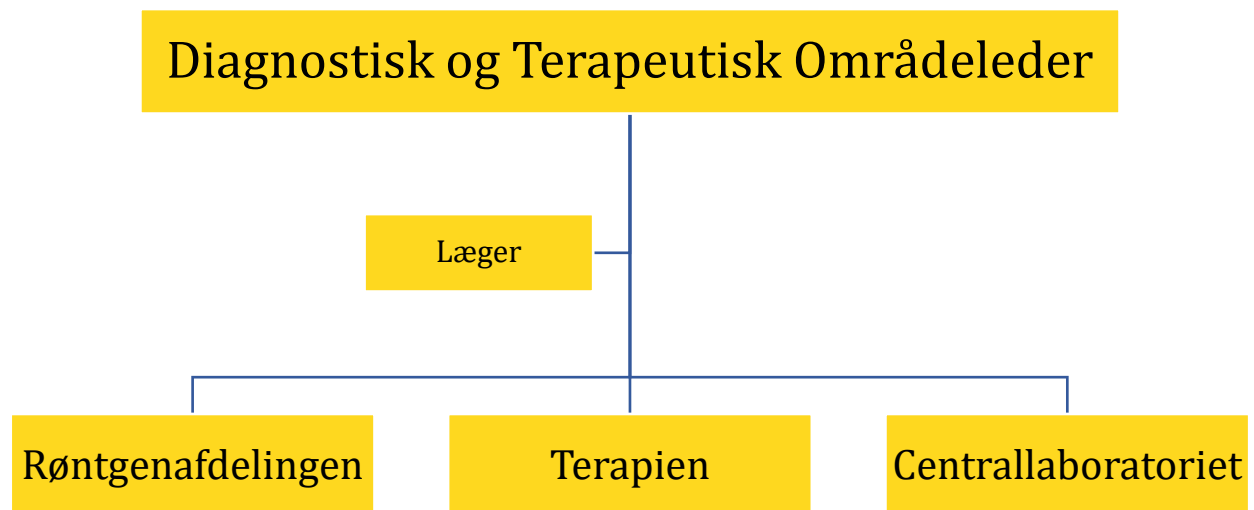 Diagnostisk og Terapeutisk Områdeleder
Læger
Røntgenafdelingen
Terapien
Centrallaboratoriet